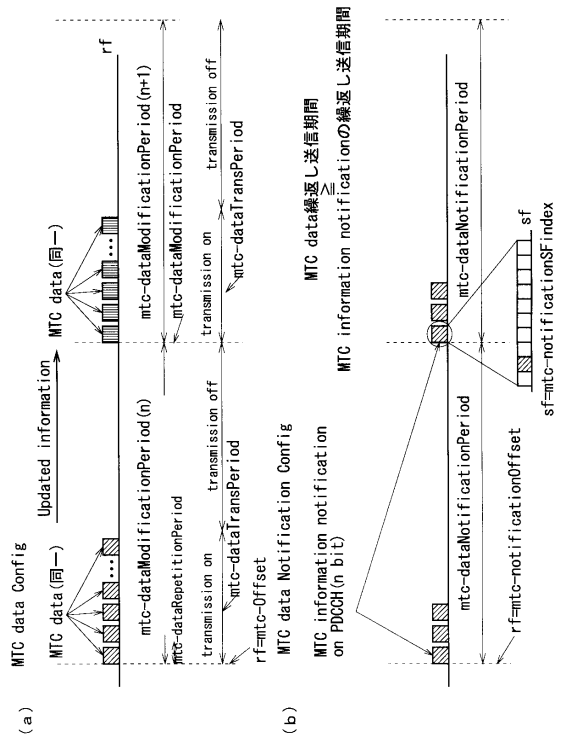 (a)
MTC data Config
Updated information
MTC data(同一)
MTC data(同一)
rf
mtc-dataModificationPeriod(n)
mtc-dataModificationPeriod(n+1)
mtc-dataRepetitionPeriod
mtc-dataModificationPeriod
transmission on
transmission off
transmission on
transmission off
mtc-dataTransPeriod
mtc-dataTransPeriod
rf=mtc-Offset
(b)
MTC data Notification Config
MTC information notification
on PDCCH(n bit)
MTC data繰返し送信期間
≧
MTC information notificationの繰返し送信期間
mtc-dataNotificationPeriod
mtc-dataNotificationPeriod
rf=mtc-notificationOffset
sf
sf=mtc-notificationSFindex